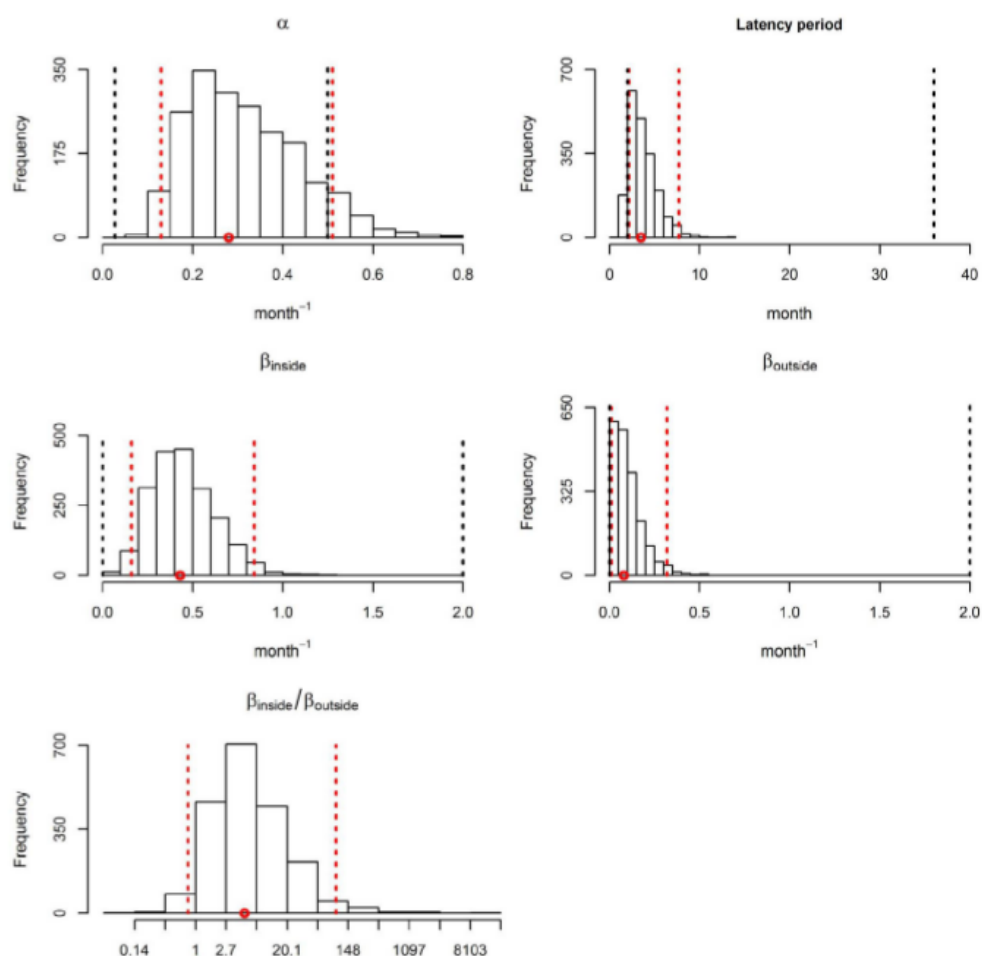 α
350
175
0
Frequency
0.0 0.2 0.4 0.6 0.8
month⁻¹
Latency period
700
350
0
Frequency
0 10 20 30 40
month
βinside
500
250
0
Frequency
0.0 0.5 1.0 1.5 2.0
month⁻¹
βoutside
650
325
0
Frequency
0.0 0.5 1.0 1.5 2.0
month⁻¹
βinside/βoutside
700
350
0
Frequency
0.14 1 2.7 20.1 148 1097 8103